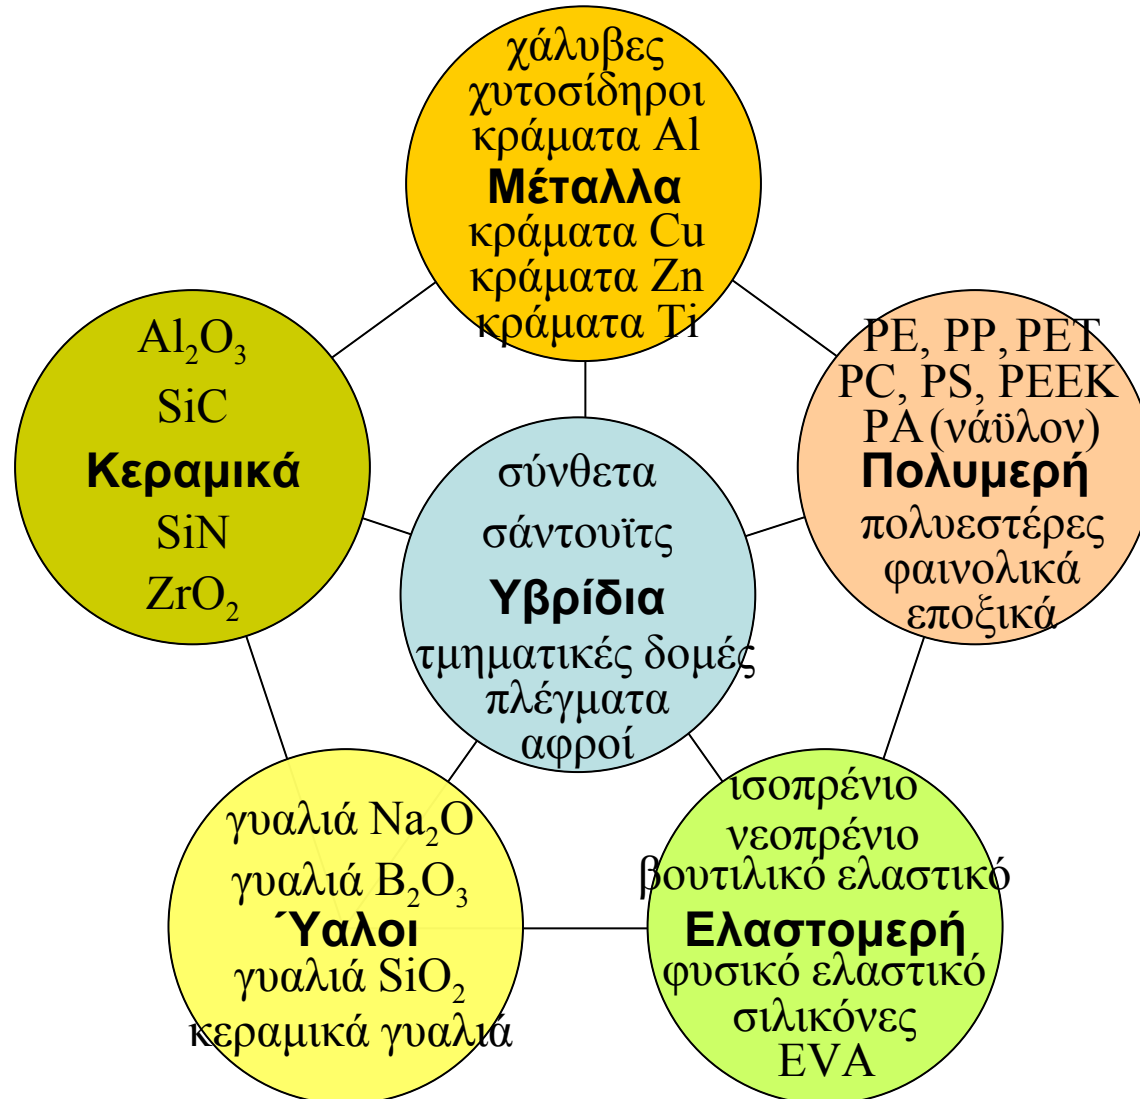 χάλυβες
χυτοσίδηροι
κράματα Al
Μέταλλα
κράματα Cu
κράματα Zn
κράματα Ti
Al₂O₃
SiC
Κεραμικά
SiN
ZrO₂
PE, PP, PET
PC, PS, PEEK
PA (νάϋλον)
Πολυμερή
πολυεστέρες
φαινολικά
εποξικά
σύνθετα
σάντουϊτς
Υβρίδια
τμηματικές δομές
πλέγματα
αφροί
γυαλιά Na₂O
γυαλιά B₂O₃
Ύαλοι
γυαλιά SiO₂
κεραμικά γυαλιά
ισοπρένιο
νεοπρένιο
βουτιλικό ελαστικό
Ελαστομερή
φυσικό ελαστικό
σιλικόνες
EVA